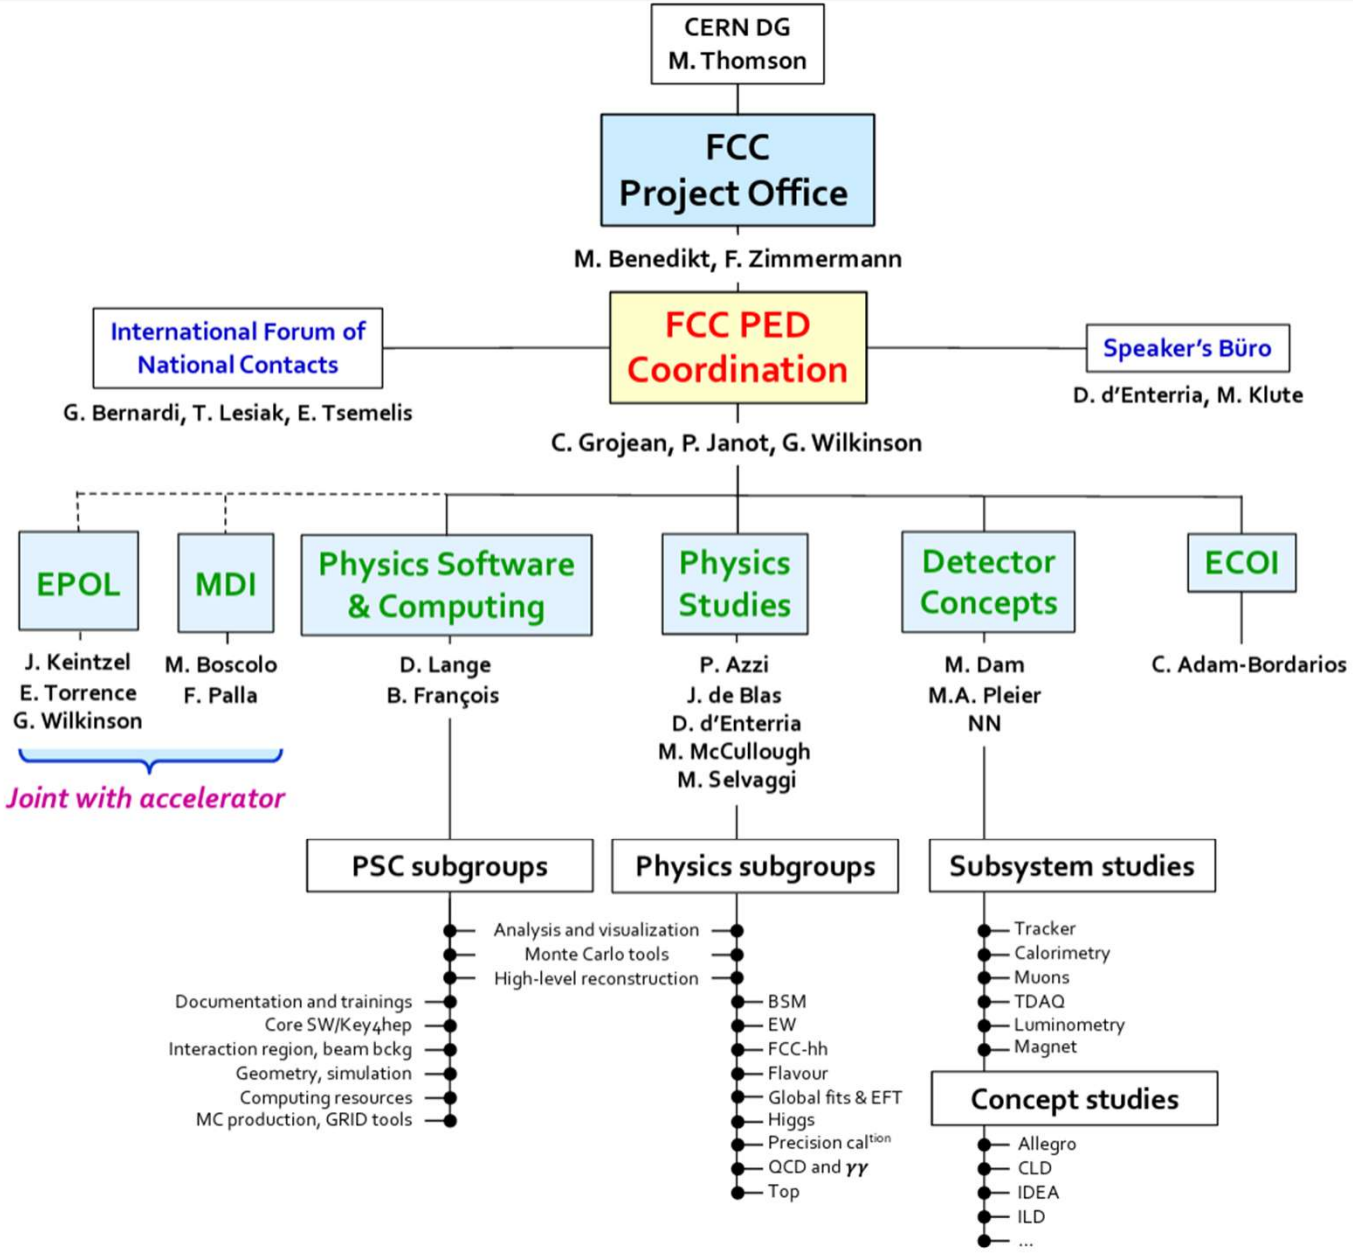 CERN DG
M. Thomson
FCC
Project Office
M. Benedikt, F. Zimmermann
International Forum of
National Contacts
G. Bernardi, T. Lesiak, E. Tsemelis
FCC PED
Coordination
C. Grojean, P. Janot, G. Wilkinson
Speaker's Büro
D. d'Enterria, M. Klute
EPOL
J. Keintzel
E. Torrence
G. Wilkinson
MDI
M. Boscolo
F. Palla
Joint with accelerator
Physics Software
& Computing
D. Lange
B. François
Physics
Studies
P. Azzi
J. de Blas
D. d'Enterria
M. McCullough
M. Selvaggi
Detector
Concepts
M. Dam
M.A. Pleier
NN
ECOI
C. Adam-Bordarios
PSC subgroups
Analysis and visualization
Monte Carlo tools
High-level reconstruction
Documentation and trainings
Core SW/Key4hep
Interaction region, beam bckg
Geometry, simulation
Computing resources
MC production, GRID tools
Physics subgroups
BSM
EW
FCC-hh
Flavour
Global fits & EFT
Higgs
Precision cal^tion
QCD and γγ
Top
Subsystem studies
Tracker
Calorimetry
Muons
TDAQ
Luminometry
Magnet
Concept studies
Allegro
CLD
IDEA
ILD
...